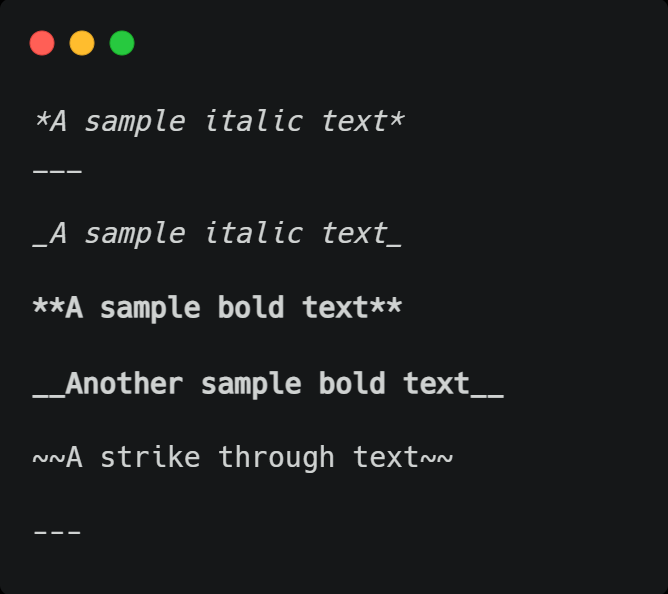 *A sample italic text*
---
_A sample italic text_
**A sample bold text**
__Another sample bold text__
~~A strike through text~~
---